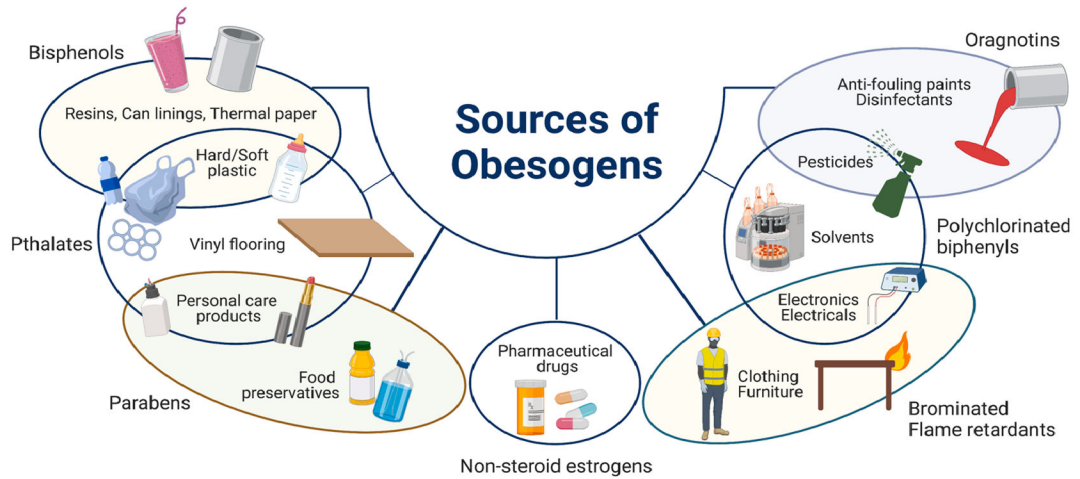 Sources of
Obesogens
Bisphenols
Resins, Can linings, Thermal paper
Hard/Soft
plastic
Pthalates
Vinyl flooring
Personal care
products
Food
preservatives
Parabens
Pharmaceutical
drugs
Non-steroid estrogens
Oragnotins
Anti-fouling paints
Disinfectants
Pesticides
Solvents
Polychlorinated
biphenyls
Electronics
Electricals
Clothing
Furniture
Brominated
Flame retardants